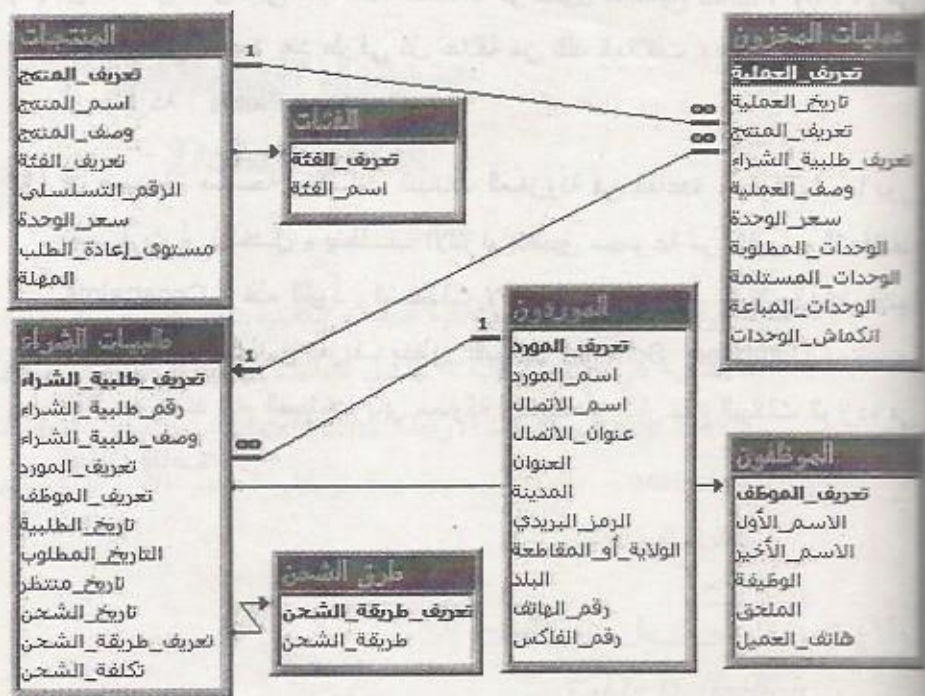 المنتجات
تعريف_المنتج
اسم_المنتج
وصف_المنتج
تعريف_الفئة
الرقم_التسلسلي
سعر_الوحدة
مستوى_إعادة_الطلب
المهلة
1
الفئات
تعريف_الفئة
اسم_الفئة
عمليات المخزون
تعريف_العملية
تاريخ_العملية
تعريف_المنتج
تعريف_طلبية_الشراء
وصف_العملية
سعر_الوحدة
الوحدات_المطلوبة
الوحدات_المستلمة
الوحدات_المباعة
انكماش_الوحدات
∞
∞
طلبيات الشراء
تعريف_طلبية_الشراء
رقم_طلبية_الشراء
وصف_طلبية_الشراء
تعريف_المورد
تعريف_الموظف
تاريخ_الطلبية
التاريخ_المطلوب
تاريخ_منتظر
تاريخ_الشحن
تعريف_طريقة_الشحن
تكلفة_الشحن
1
∞
طرق الشحن
تعريف_طريقة_الشحن
طريقة_الشحن
1
الموردون
تعريف_المورد
اسم_المورد
اسم_الاتصال
عنوان_الاتصال
العنوان
المدينة
الرمز_البريدي
الولاية_أو_المقاطعة
البلد
رقم_الهاتف
رقم_الفاكس
الموظفون
تعريف_الموظف
الاسم_الأول
الاسم_الأخير
الوظيفة
الملحق
هاتف_العميل